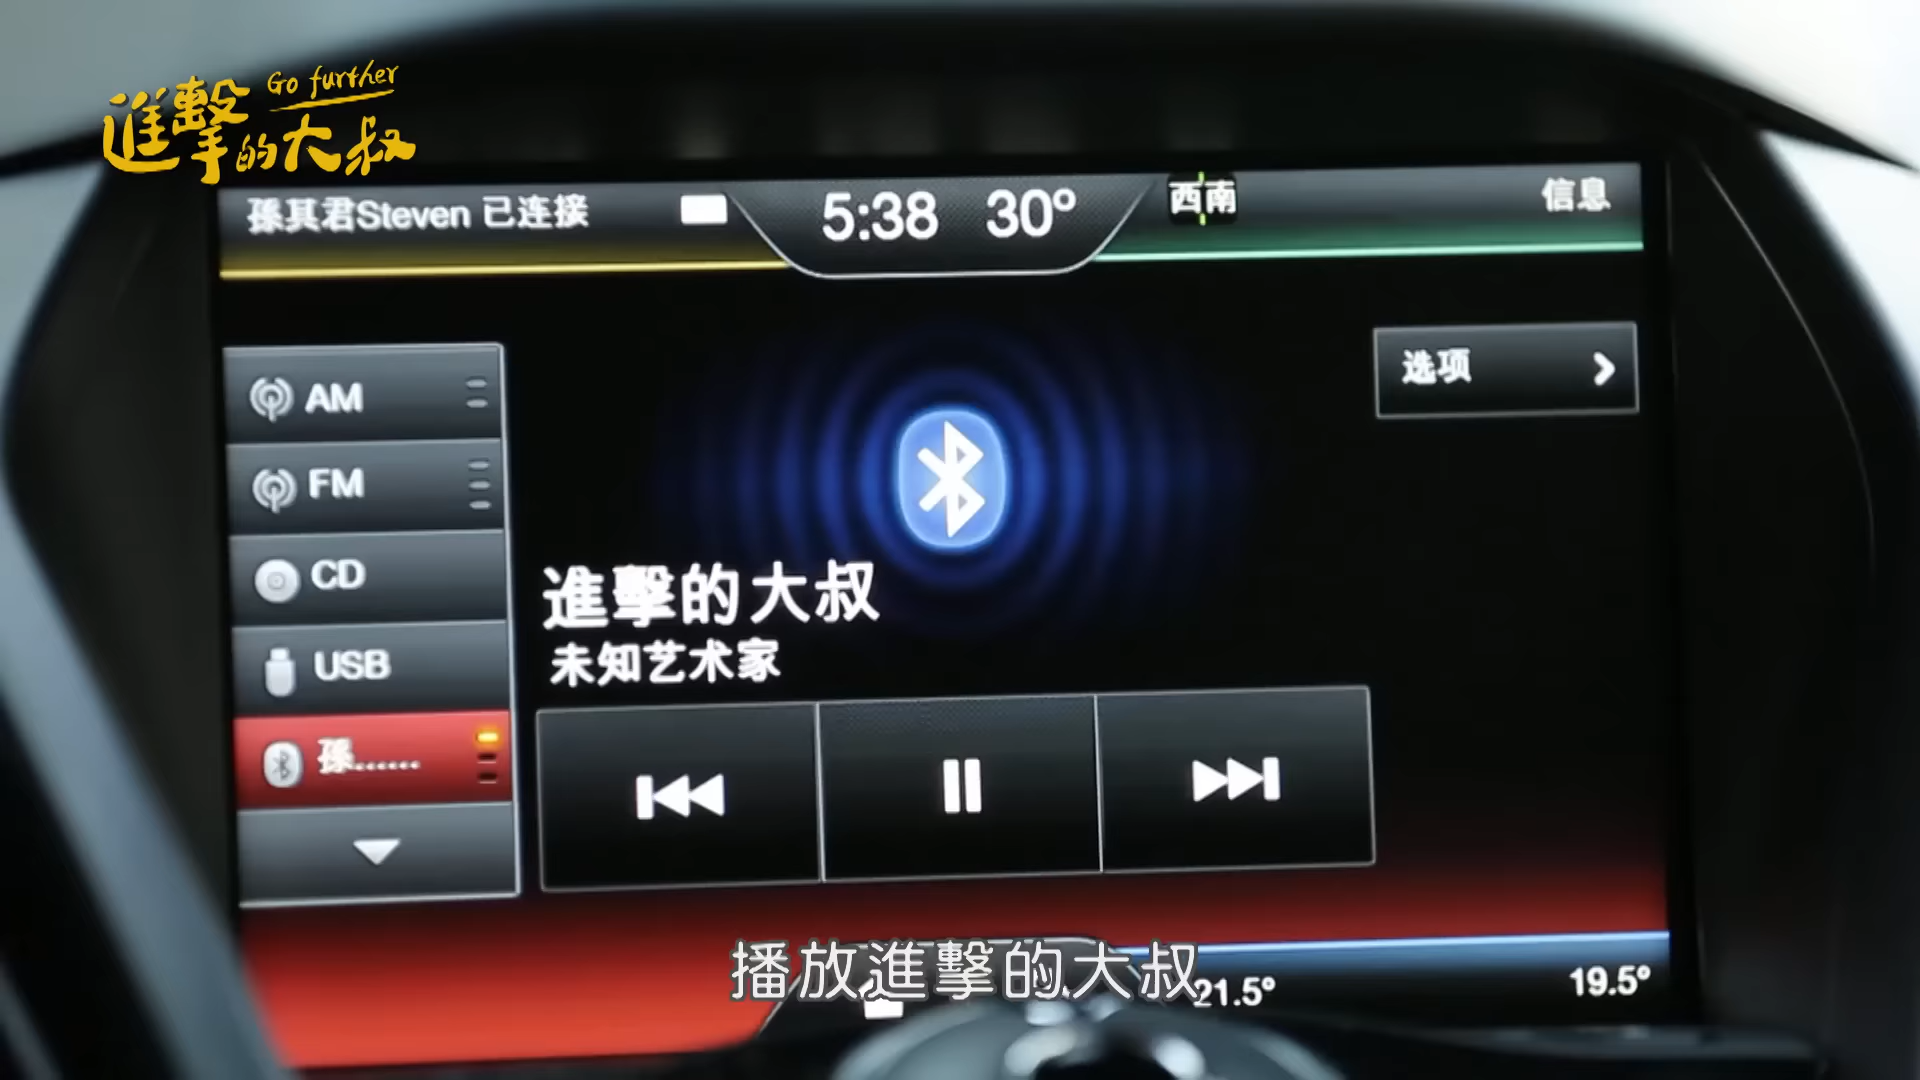 Go further
進擊的大叔
孫其君Steven 已连接
5:38 30°
西南
信息
AM
FM
CD
USB
孫......
选项
進擊的大叔
未知艺术家
播放進擊的大叔
21.5°
19.5°